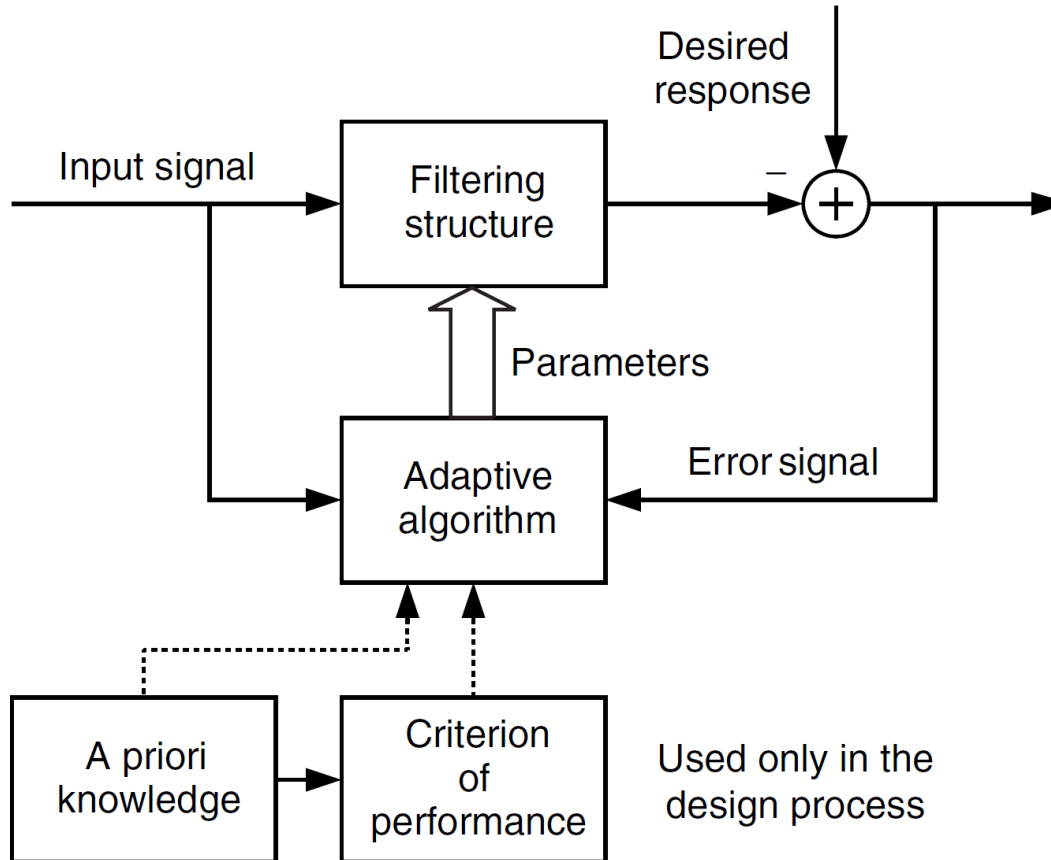 Desired
response
Input signal
Filtering
structure
–
+
Parameters
Adaptive
algorithm
Error signal
A priori
knowledge
Criterion
of
performance
Used only in the
design process